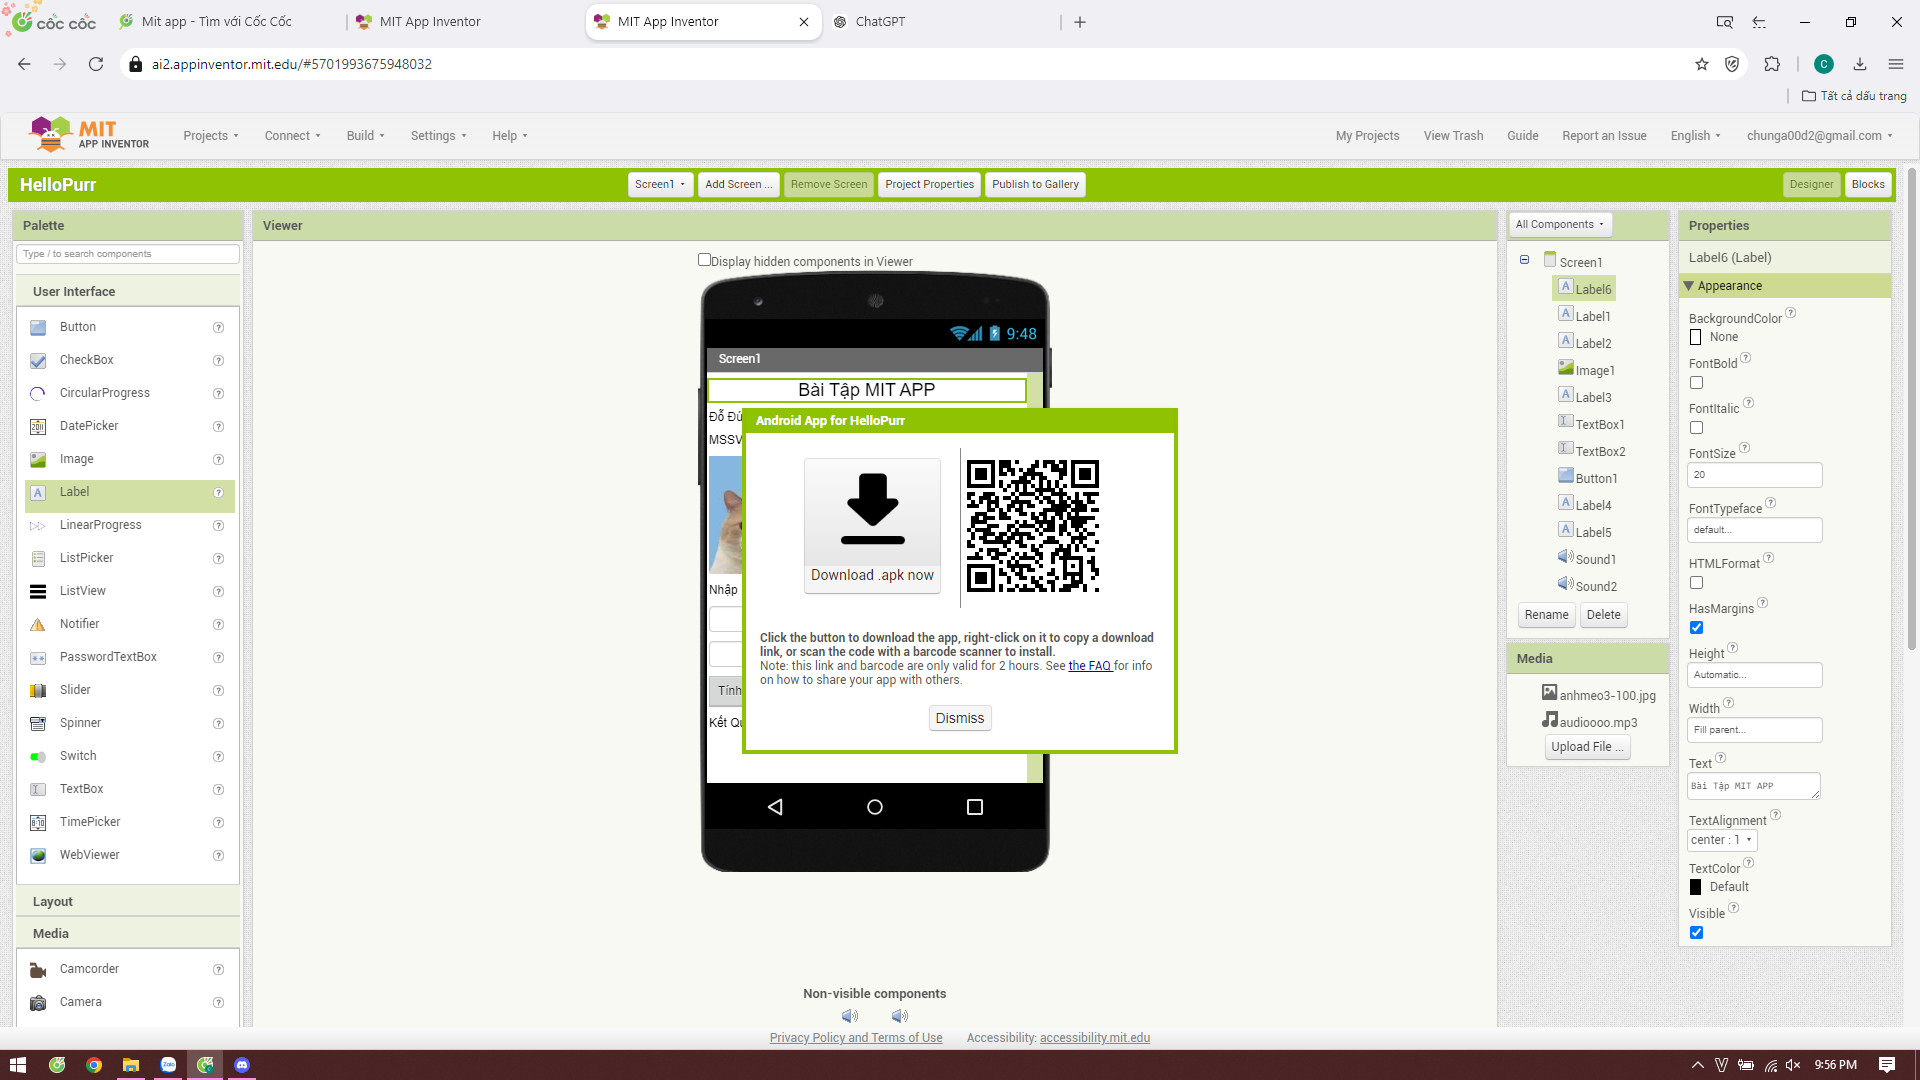 cốc cốc
Mit app - Tìm với Cốc Cốc
MIT App Inventor
MIT App Inventor
ChatGPT
ai2.appinventor.mit.edu/#5701993675948032
C
Tất cả dấu trang
MIT
APP INVENTOR
Projects
Connect
Build
Settings
Help
My Projects
View Trash
Guide
Report an Issue
English
chunga00d2@gmail.com
HelloPurr
Screen1
Add Screen ...
Remove Screen
Project Properties
Publish to Gallery
Designer
Blocks
Palette
Type / to search components
User Interface
Button
CheckBox
CircularProgress
DatePicker
Image
Label
LinearProgress
ListPicker
ListView
Notifier
PasswordTextBox
Slider
Spinner
Switch
TextBox
TimePicker
WebViewer
Layout
Media
Camcorder
Camera
Viewer
Display hidden components in Viewer
9:48
Screen1
Bài Tập MIT APP
Đỗ Đứ
MSSV
Nhập
Tính
Kết Qu
Android App for HelloPurr
Download .apk now
Click the button to download the app, right-click on it to copy a download
link, or scan the code with a barcode scanner to install.
Note: this link and barcode are only valid for 2 hours. See the FAQ for info
on how to share your app with others.
Dismiss
Non-visible components
Privacy Policy and Terms of Use
Accessibility: accessibility.mit.edu
All Components
Screen1
Label6
Label1
Label2
Image1
Label3
TextBox1
TextBox2
Button1
Label4
Label5
Sound1
Sound2
Rename
Delete
Media
anhmeo3-100.jpg
audioooo.mp3
Upload File ...
Properties
Label6 (Label)
Appearance
BackgroundColor
None
FontBold
FontItalic
FontSize
20
FontTypeface
default...
HTMLFormat
HasMargins
Height
Automatic...
Width
Fill parent...
Text
Bài Tập MIT APP
TextAlignment
center : 1
TextColor
Default
Visible
Zalo
9:56 PM